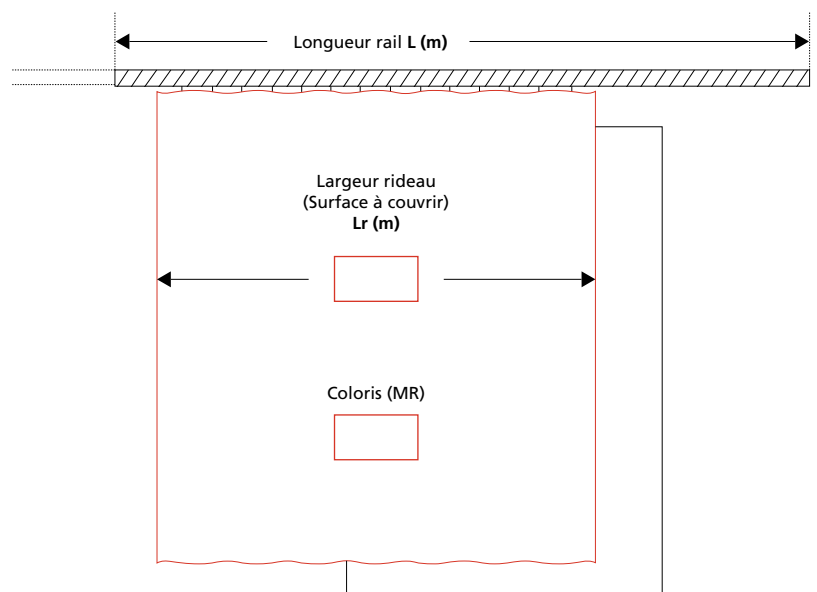 Longueur rail L (m)
Largeur rideau
(Surface à couvrir)
Lr (m)
Coloris (MR)